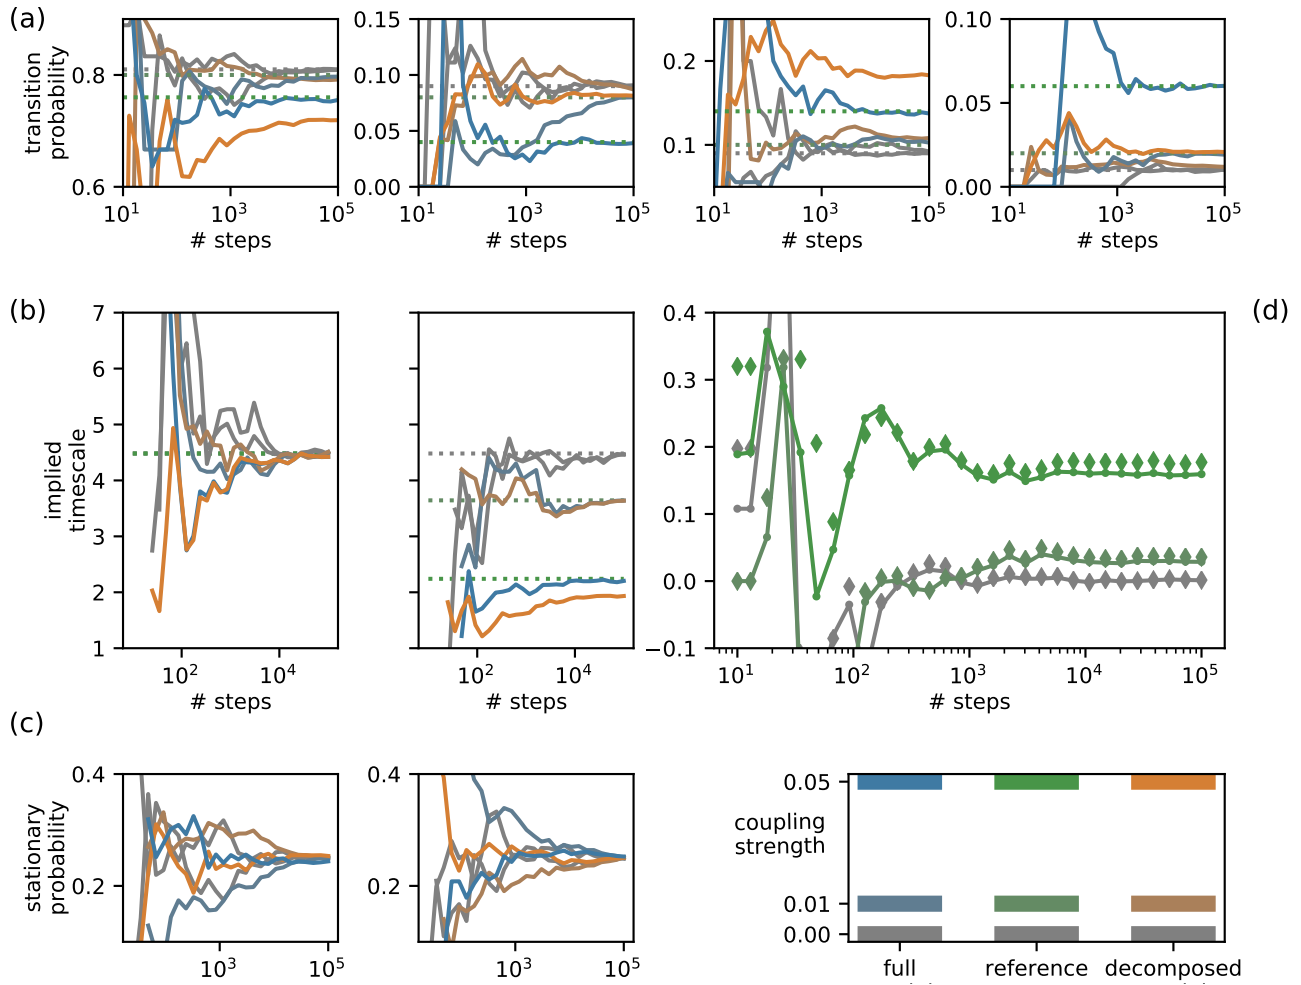 (a)
transition
probability
0.8
0.6
10¹
10³
10⁵
# steps
0.15
0.10
0.05
0.00
10¹
10³
10⁵
# steps
0.2
0.1
10¹
10³
10⁵
# steps
0.10
0.05
0.00
10¹
10³
10⁵
# steps
(b)
implied
timescale
7
6
5
4
3
2
1
10²
10⁴
# steps
10²
10⁴
# steps
(d)
0.4
0.3
0.2
0.1
0.0
−0.1
10¹
10²
10³
10⁴
10⁵
# steps
(c)
stationary
probability
0.4
0.2
10³
10⁵
0.4
0.2
10³
10⁵
coupling
strength
0.05
0.01
0.00
full
reference
decomposed